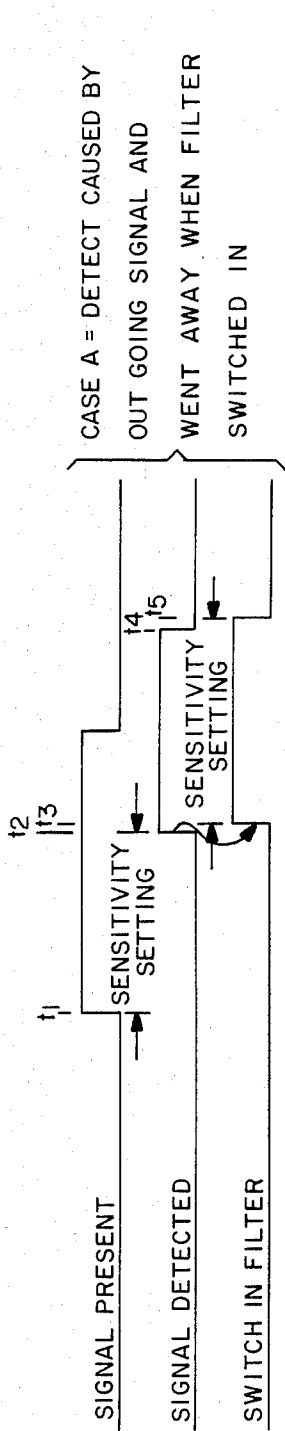 t2
t1
t3
SIGNAL PRESENT
SENSITIVITY
SETTING
t4
t5
SIGNAL DETECTED
SENSITIVITY
SETTING
SWITCH IN FILTER
CASE A = DETECT CAUSED BY
OUT GOING SIGNAL AND
WENT AWAY WHEN FILTER
SWITCHED IN